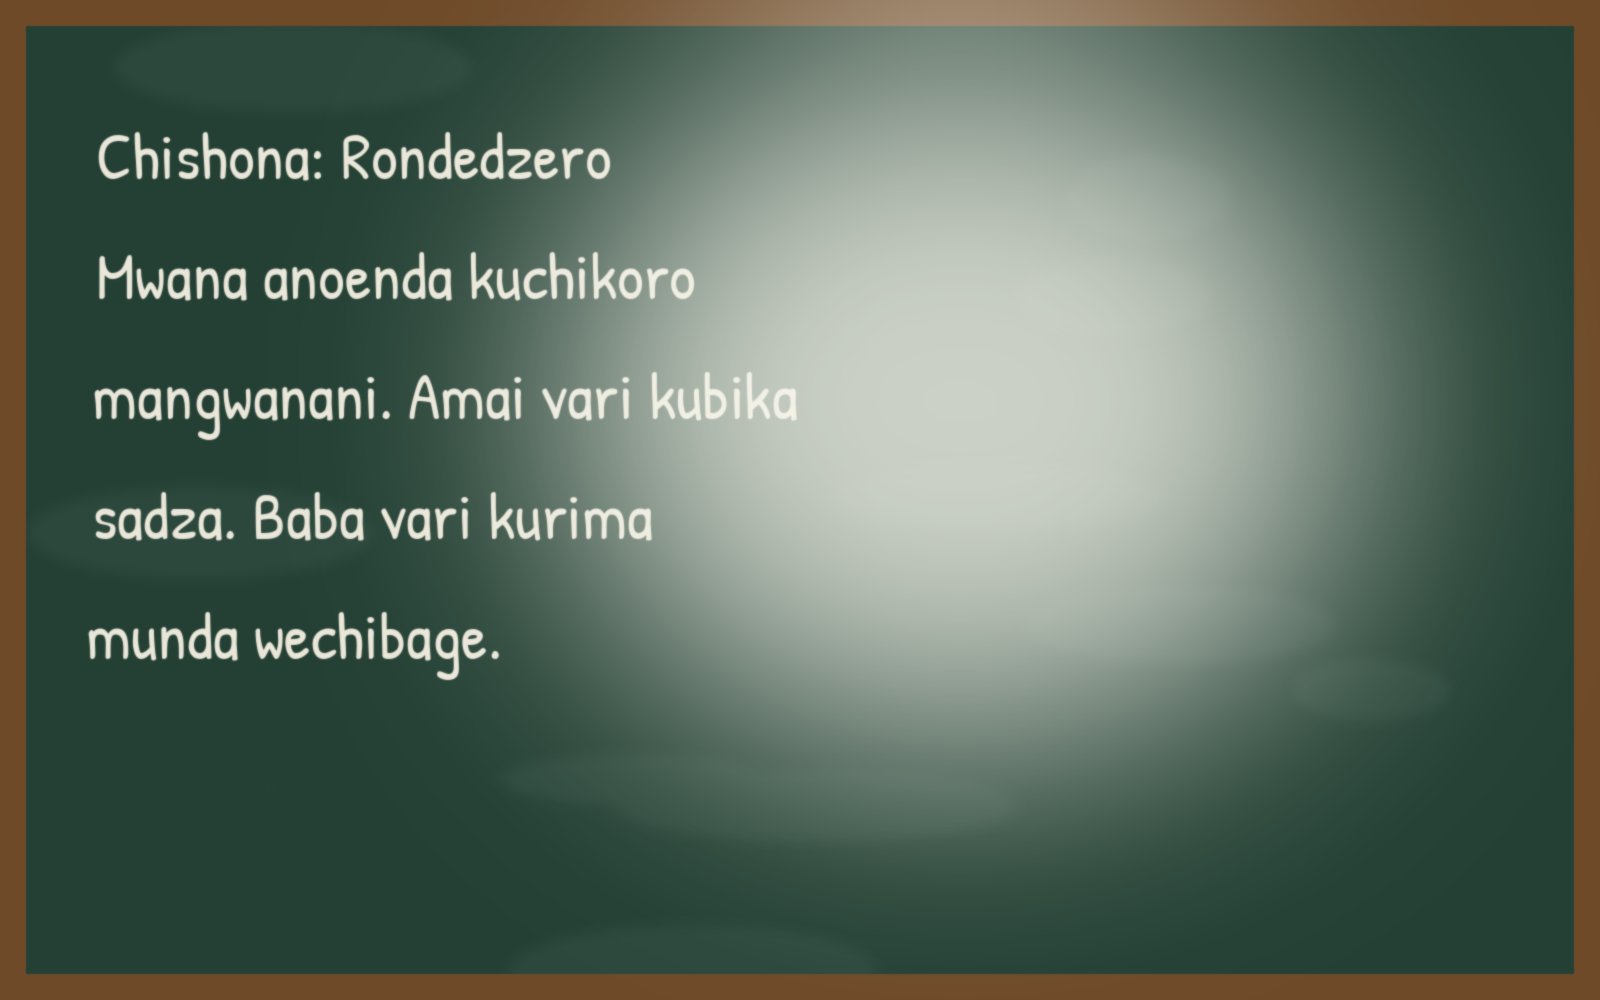 Chishona: Rondedzero
Mwana anoenda kuchikoro
mangwanani. Amai vari kubika
sadza. Baba vari kurima
munda wechibage.